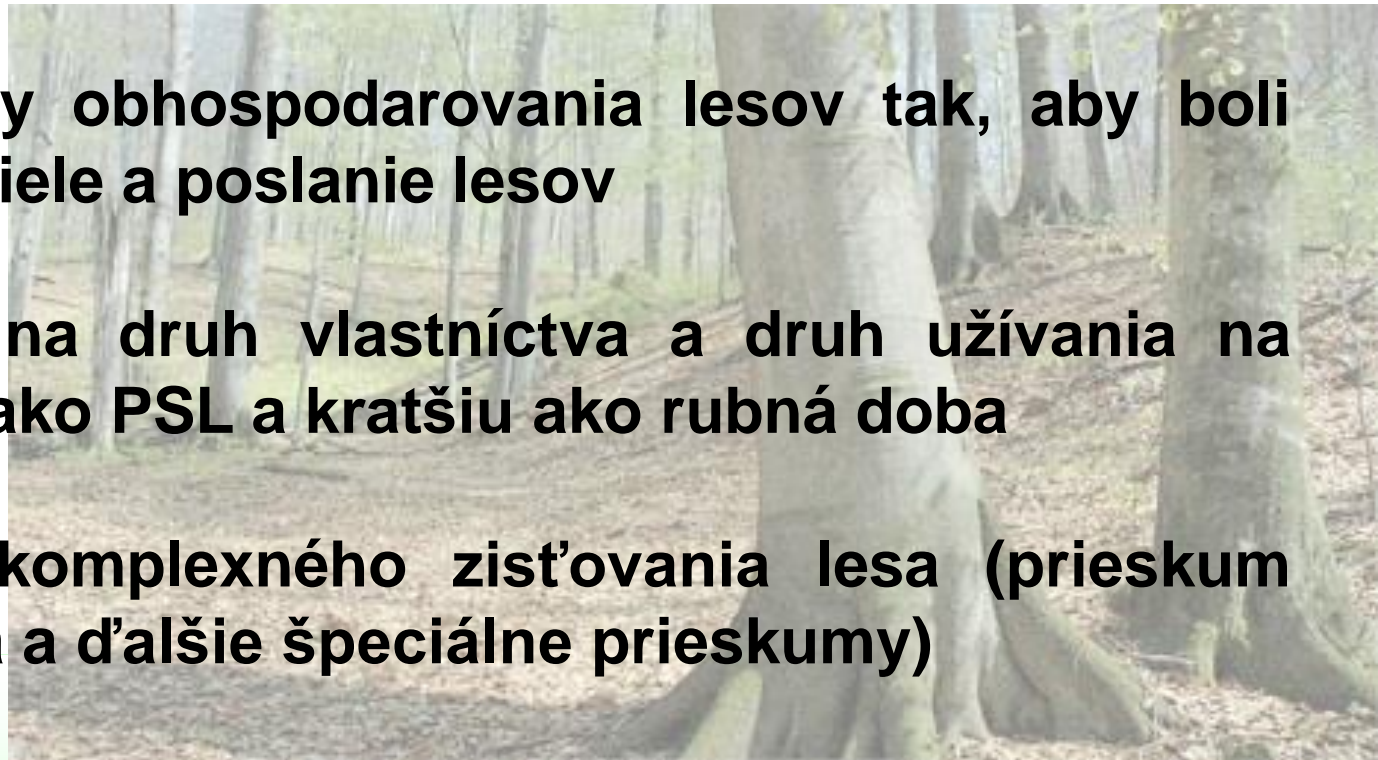 y obhospodarovania lesov tak, aby boli
iele a poslanie lesov
na druh vlastníctva a druh užívania na
ako PSL a kratšiu ako rubná doba
komplexného zisťovania lesa (prieskum
a ďalšie špeciálne prieskumy)